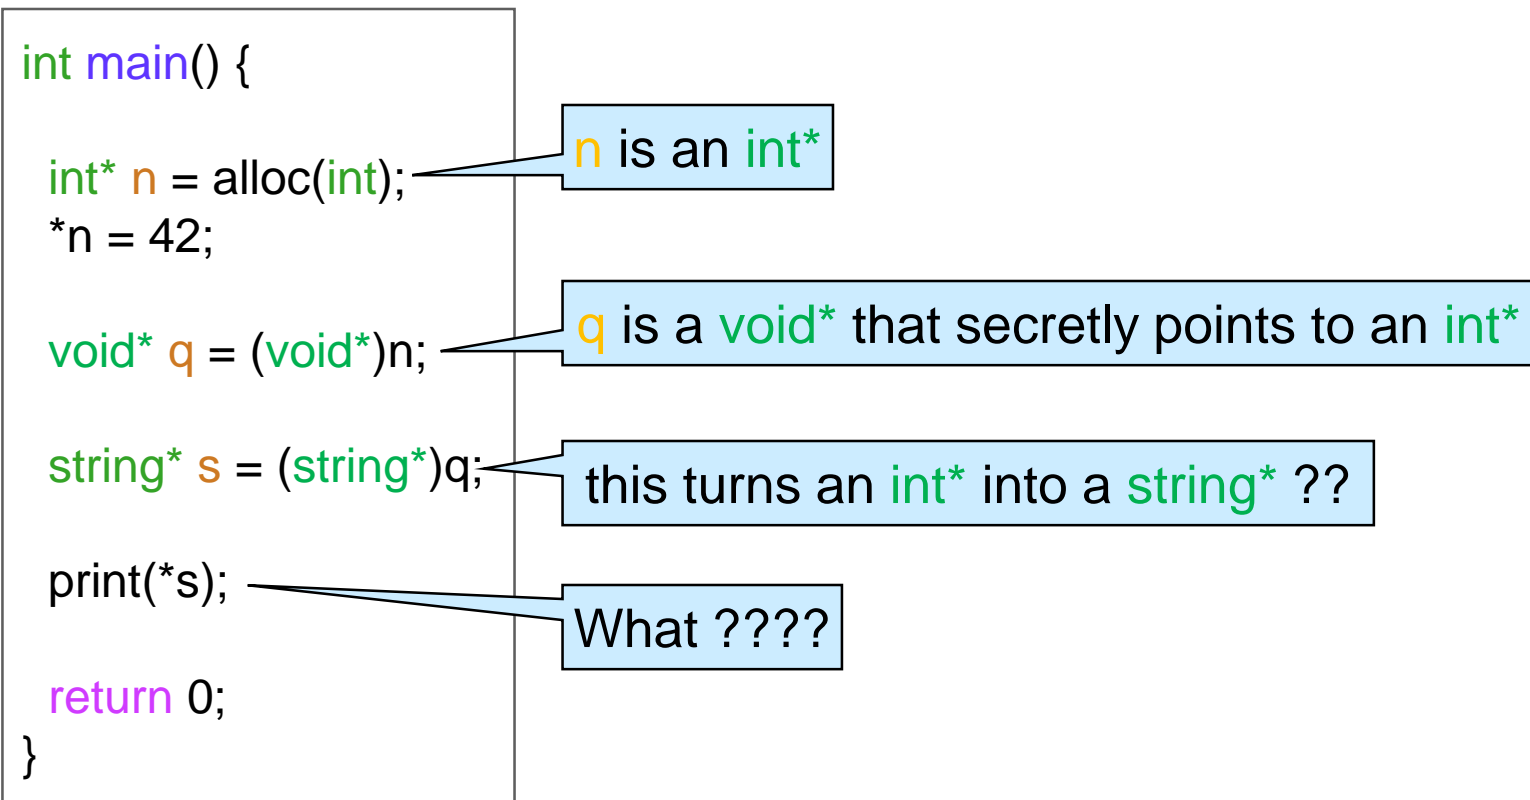 int main() {
int* n = alloc(int);
n is an int*
*n = 42;
void* q = (void*)n;
q is a void* that secretly points to an int*
string* s = (string*)q;
this turns an int* into a string* ??
print(*s);
What ????
return 0;
}